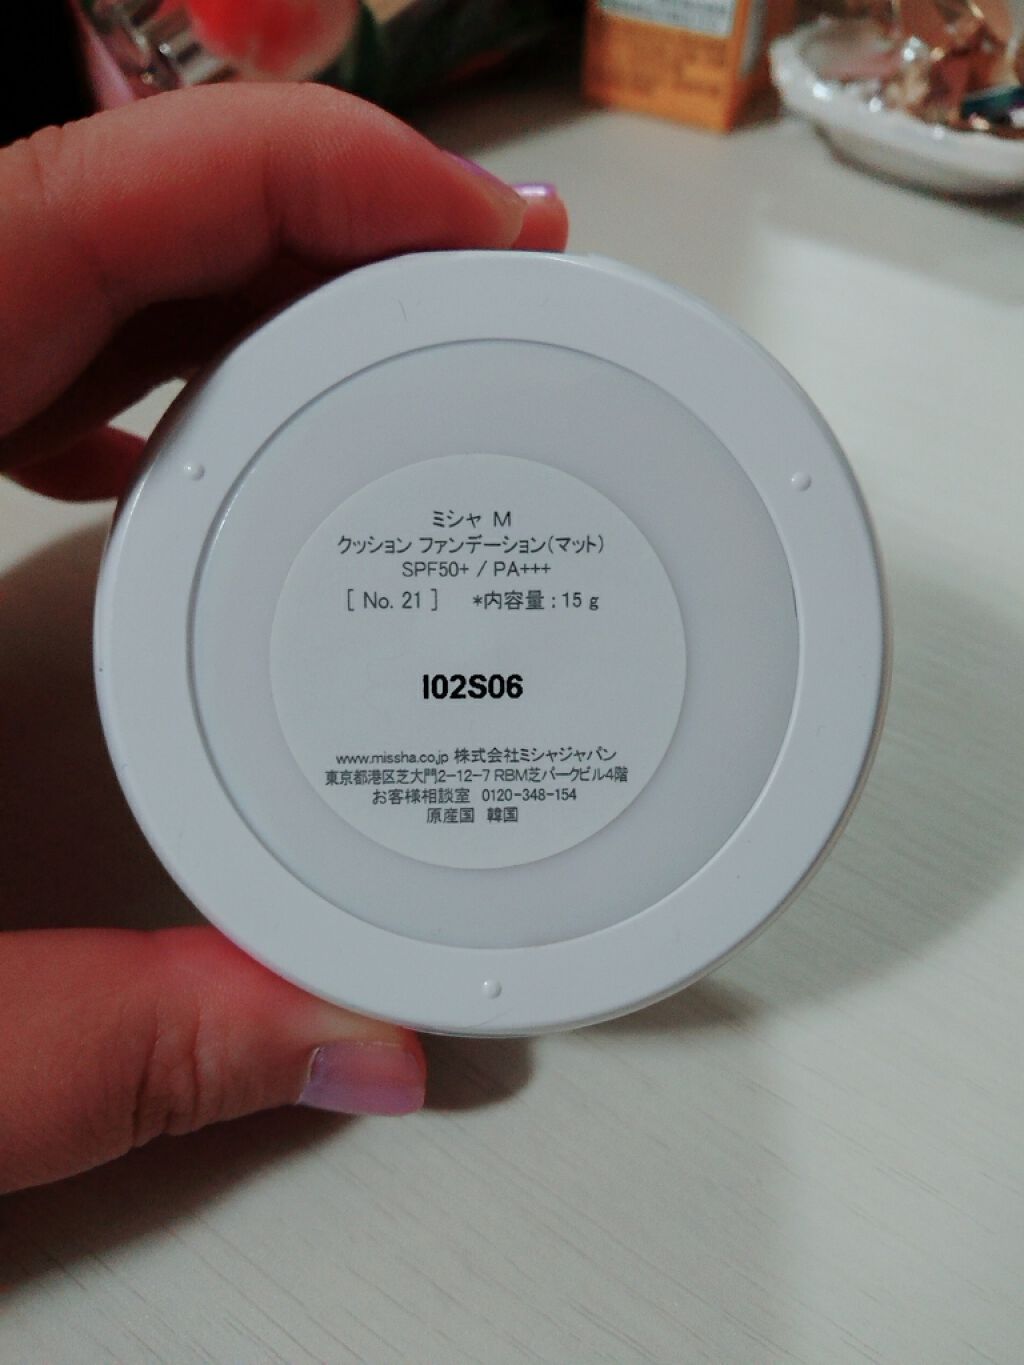 ミシャ M
クッション ファンデーション(マット)
SPF50+ / PA+++
[ No. 21 ] *内容量 : 15 g
I02S06
www.missha.co.jp 株式会社ミシャジャパン
東京都港区芝大門2-12-7 RBM芝パークビル4階
お客様相談室 0120-348-154
原産国 韓国